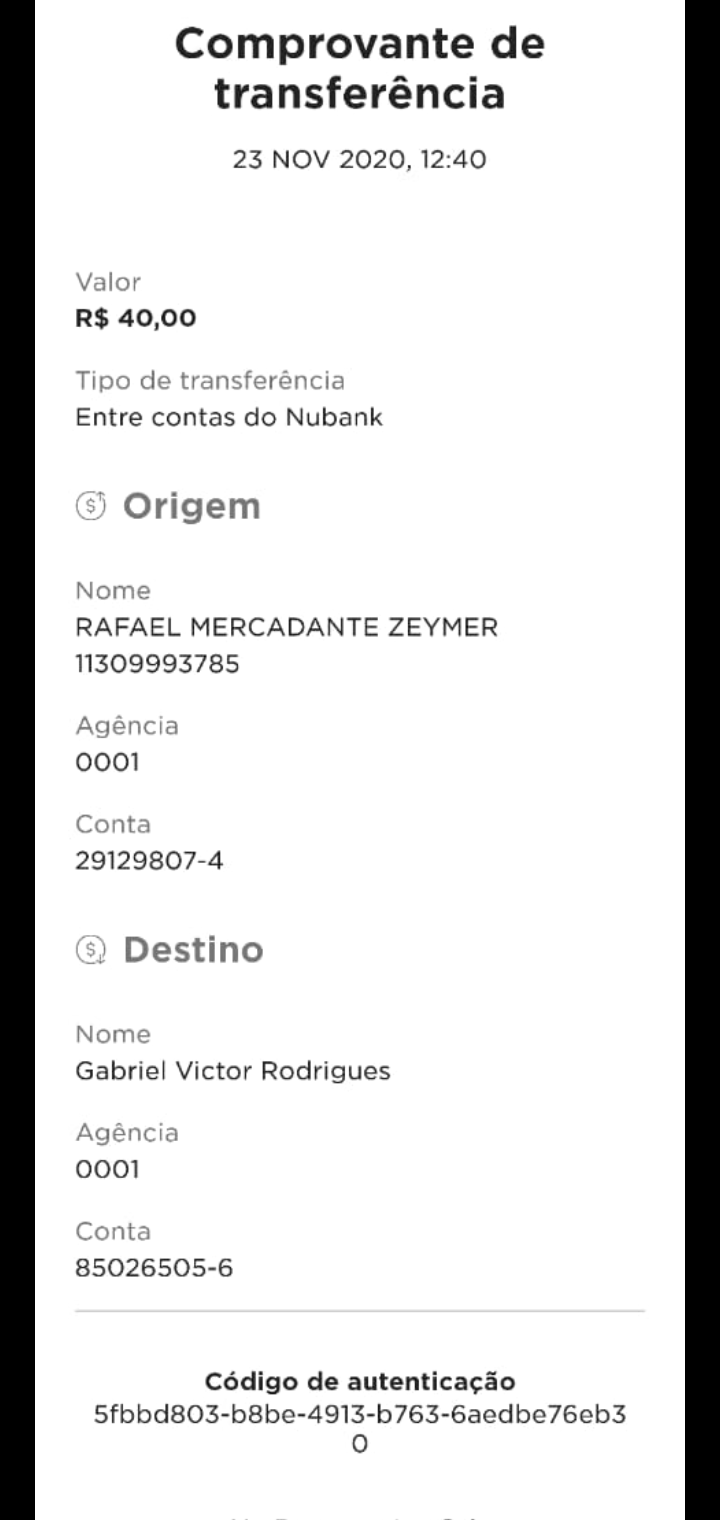 Comprovante de
transferência
23 NOV 2020, 12:40
Valor
R$ 40,00
Tipo de transferência
Entre contas do Nubank
Origem
Nome
RAFAEL MERCADANTE ZEYMER
11309993785
Agência
0001
Conta
29129807-4
Destino
Nome
Gabriel Victor Rodrigues
Agência
0001
Conta
85026505-6
Código de autenticação
5fbbd803-b8be-4913-b763-6aedbe76eb3
0